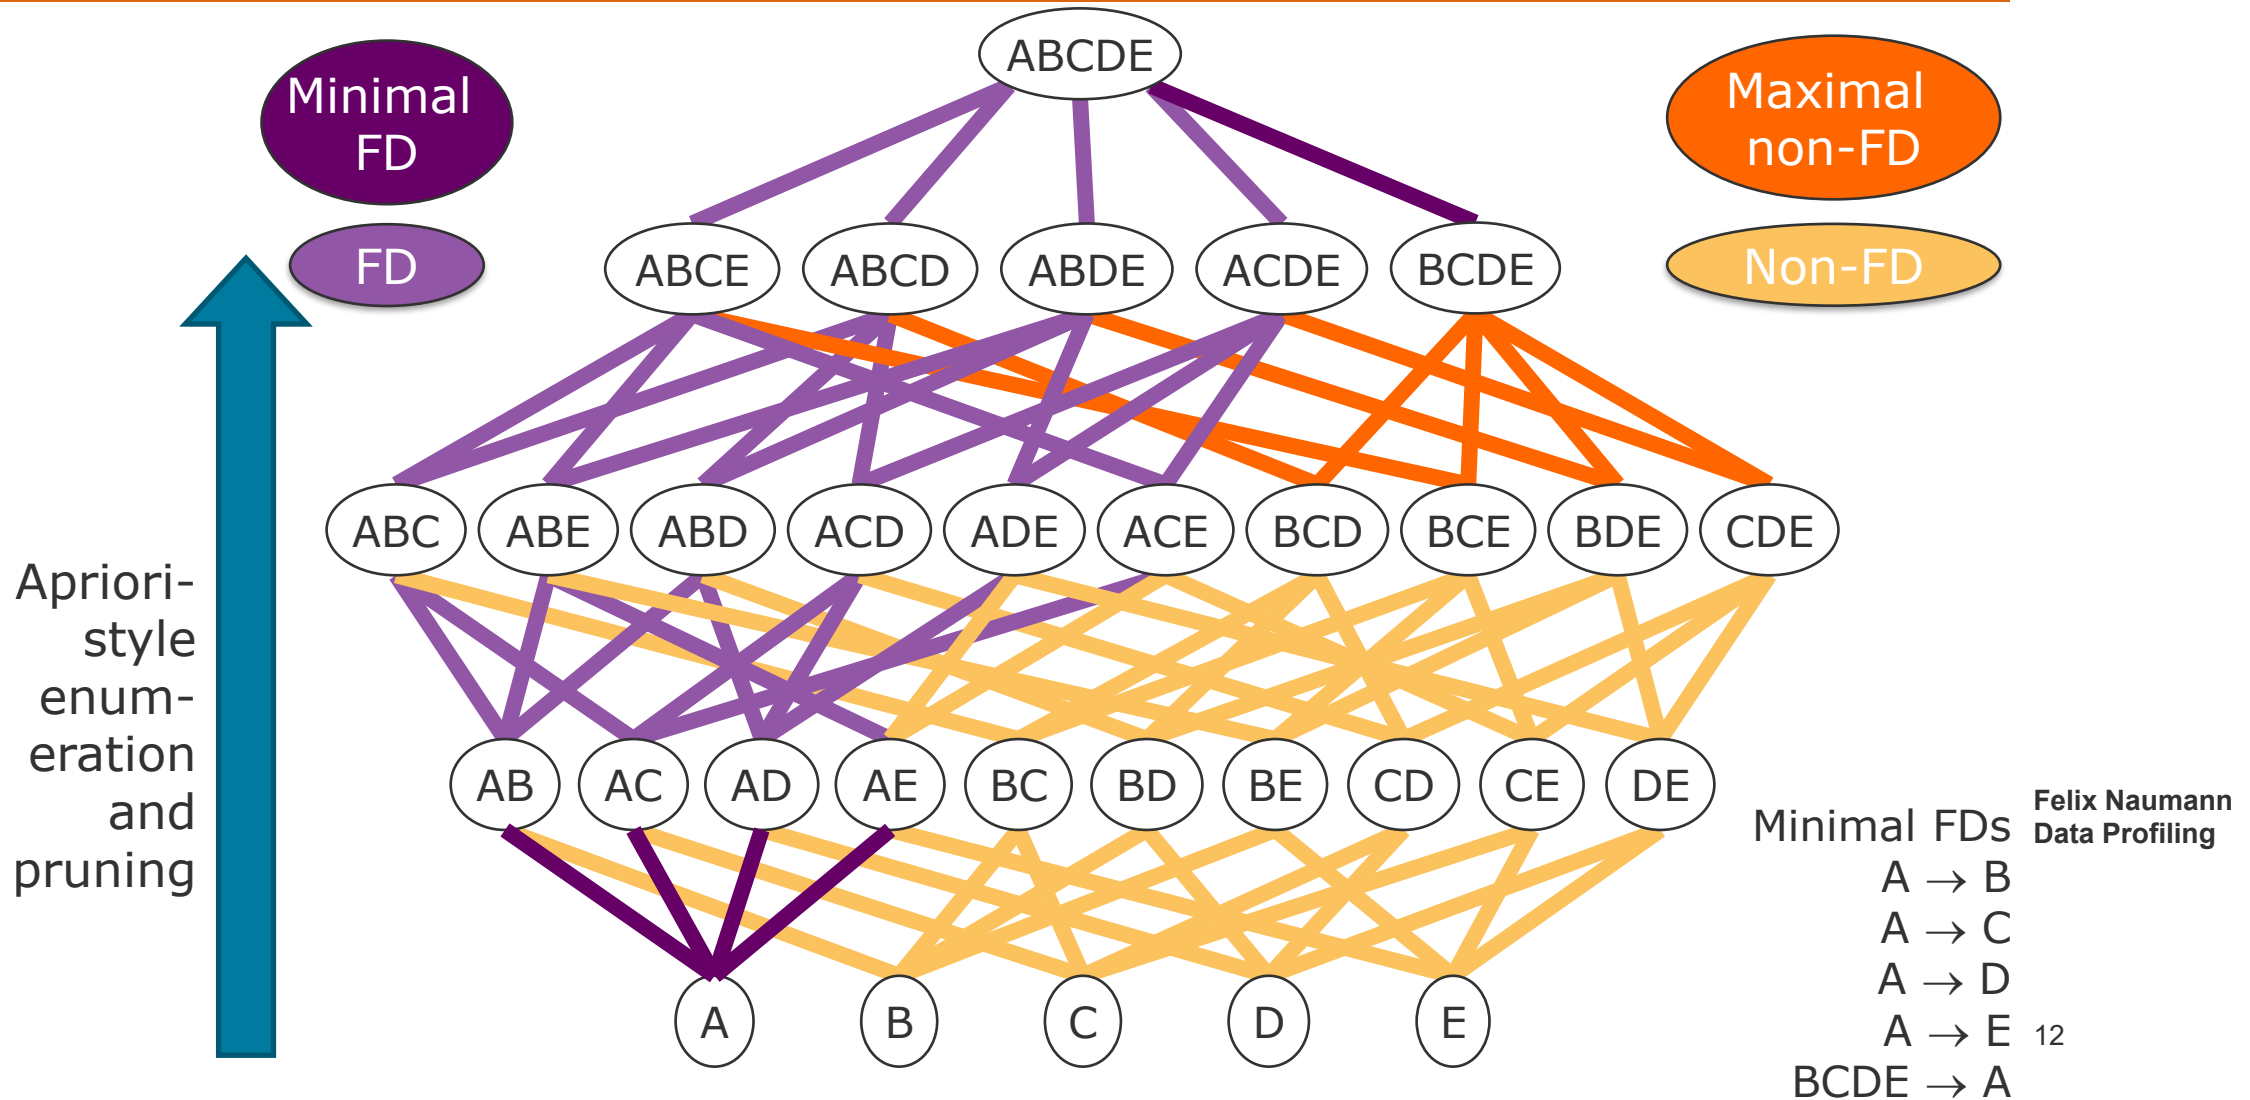 ABCDE
Minimal
FD
Maximal
non-FD
FD
Non-FD
ABCE ABCD ABDE ACDE BCDE
ABC ABE ABD ACD ADE ACE BCD BCE BDE CDE
Apriori-
style
enum-
eration
and
pruning
AB AC AD AE BC BD BE CD CE DE
A B C D E
Minimal FDs
A → B
A → C
A → D
A → E
BCDE → A
Felix Naumann
Data Profiling
12